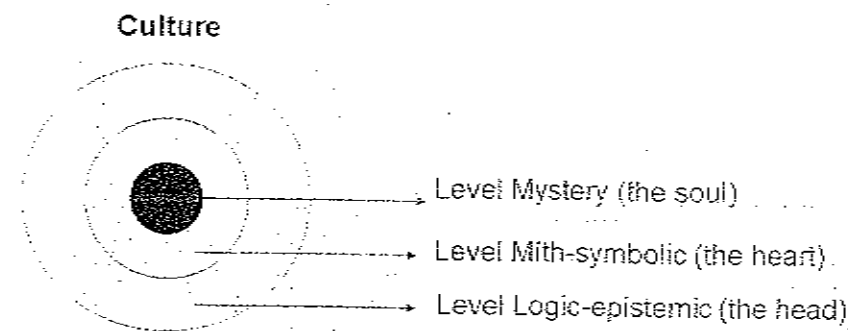 Culture
Level Mystery (the soul)
Level Mith-symbolic (the heart)
Level Logic-epistemic (the head)